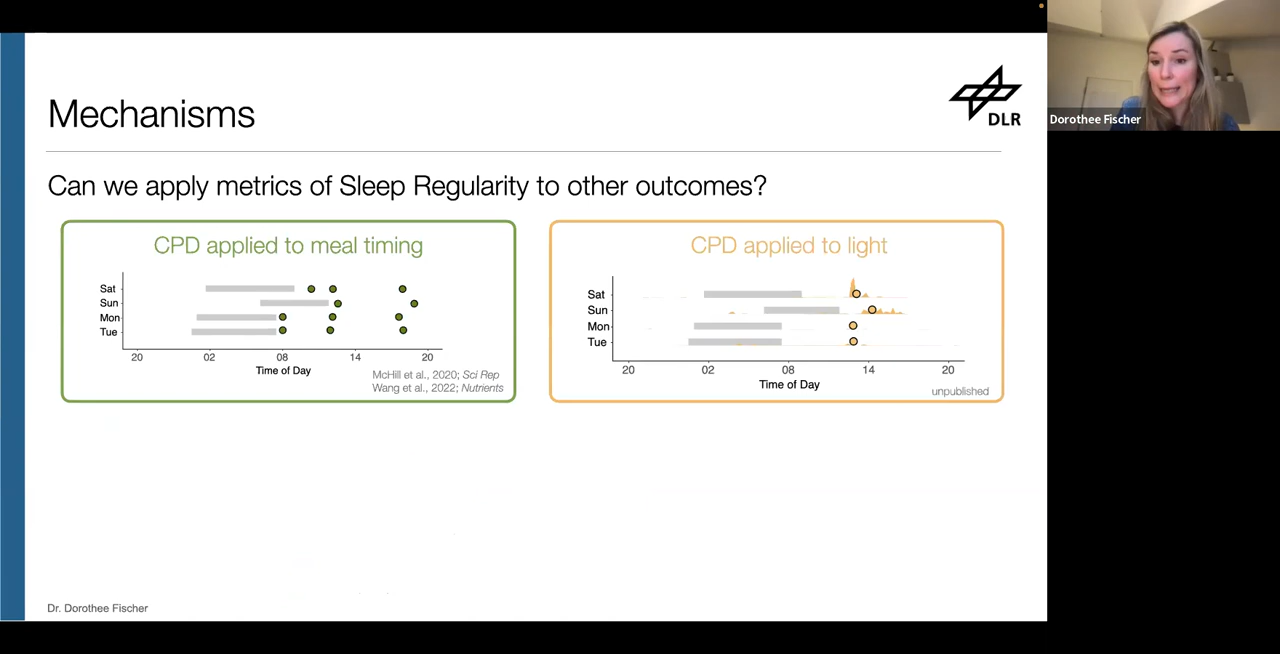 Mechanisms
DLR
Dorothee Fischer
Can we apply metrics of Sleep Regularity to other outcomes?
CPD applied to meal timing
Sat
Sun
Mon
Tue
20 02 08 14 20
Time of Day
McHill et al., 2020; Sci Rep
Wang et al., 2022; Nutrients
CPD applied to light
Sat
Sun
Mon
Tue
20 02 08 14 20
Time of Day
unpublished
Dr. Dorothee Fischer